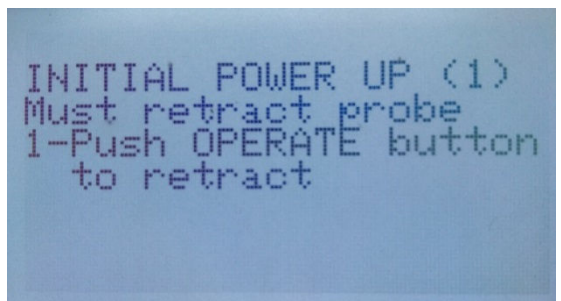 INITIAL POWER UP (1)
Must retract probe
1-Push OPERATE button
to retract